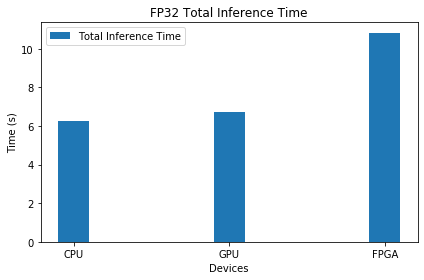 FP32 Total Inference Time
Total Inference Time
Time (s)
10
8
6
4
2
0
CPU GPU FPGA
Devices